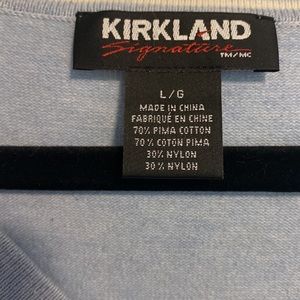 KIRKLAND
Signature
TM/MC
L/G
MADE IN CHINA
FABRIQUÉ EN CHINE
70% PIMA COTTON
70% COTON PIMA
30% NYLON
30% NYLON